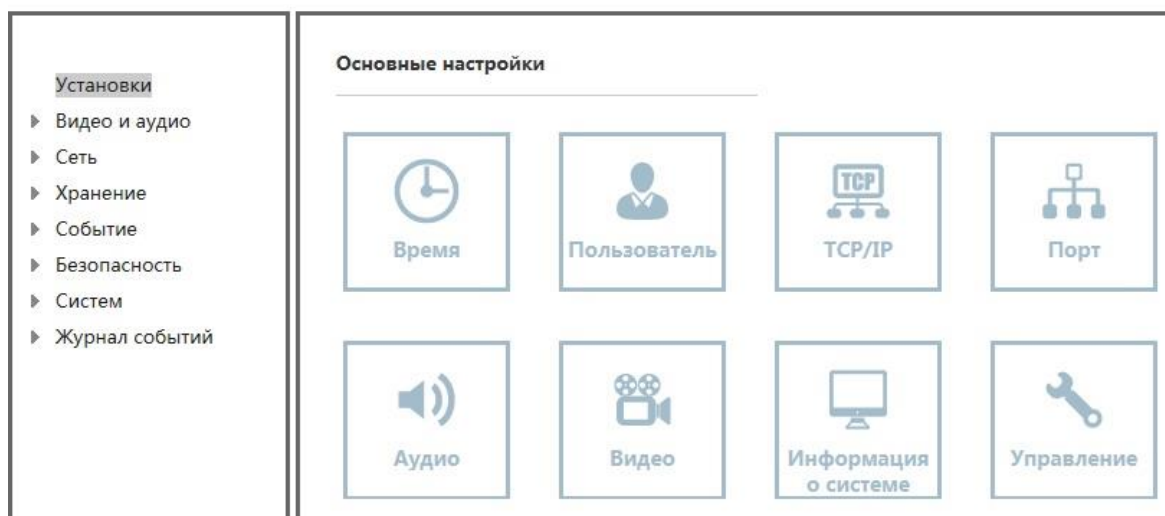 Установки
Видео и аудио
Сеть
Хранение
Событие
Безопасность
Систем
Журнал событий
Основные настройки
Время
Пользователь
TCP
TCP/IP
Порт
Аудио
Видео
Информация
о системе
Управление